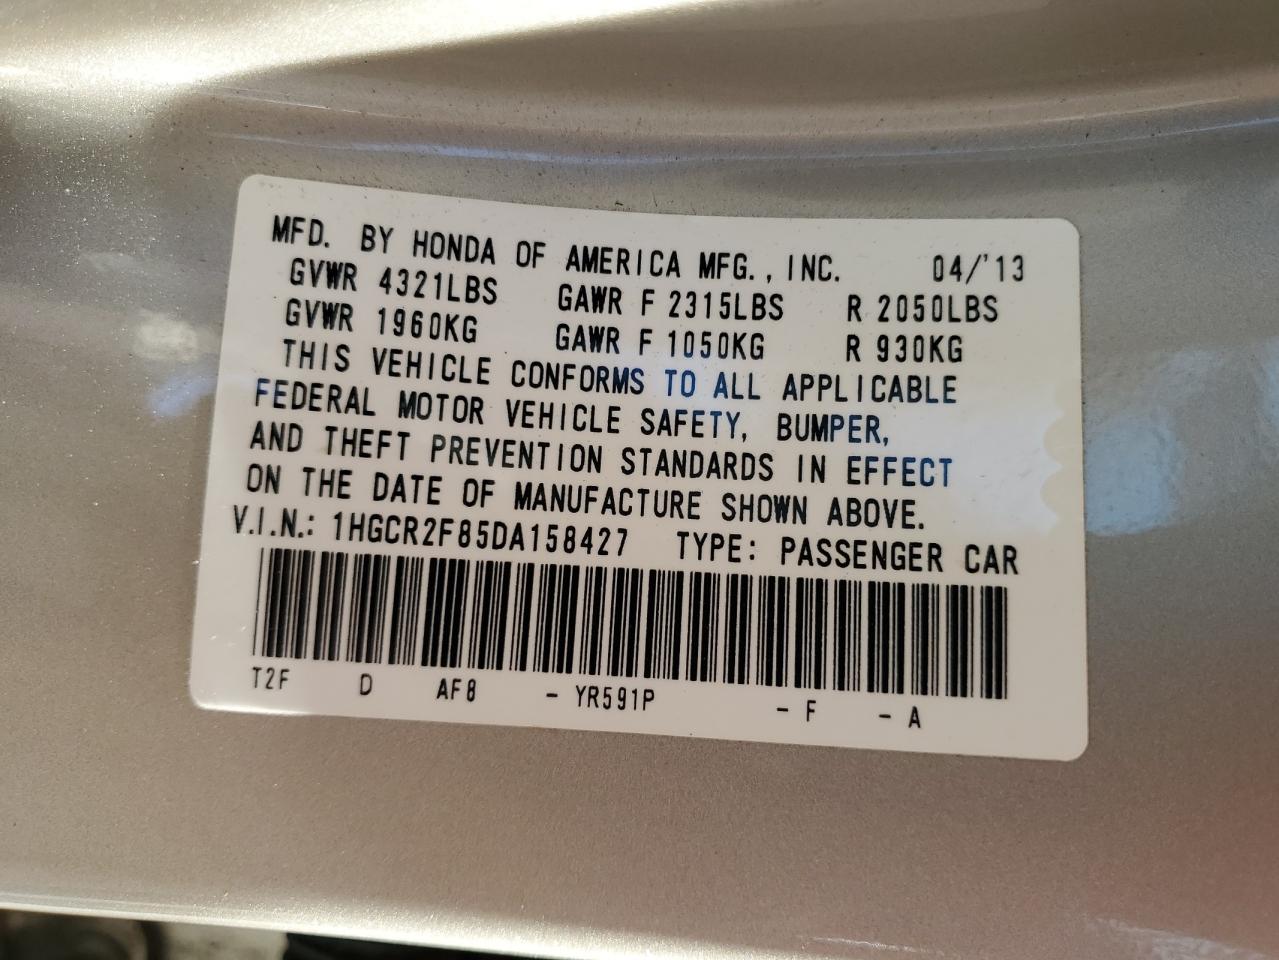 MFD. BY HONDA OF AMERICA MFG., INC. 04/'13
GVWR 4321LBS GAWR F 2315LBS R 2050LBS
GVWR 1960KG GAWR F 1050KG R 930KG
THIS VEHICLE CONFORMS TO ALL APPLICABLE
FEDERAL MOTOR VEHICLE SAFETY, BUMPER,
AND THEFT PREVENTION STANDARDS IN EFFECT
ON THE DATE OF MANUFACTURE SHOWN ABOVE.
V.I.N.: 1HGCR2F85DA158427 TYPE: PASSENGER CAR
T2F D AF8 - YR591P - F - A